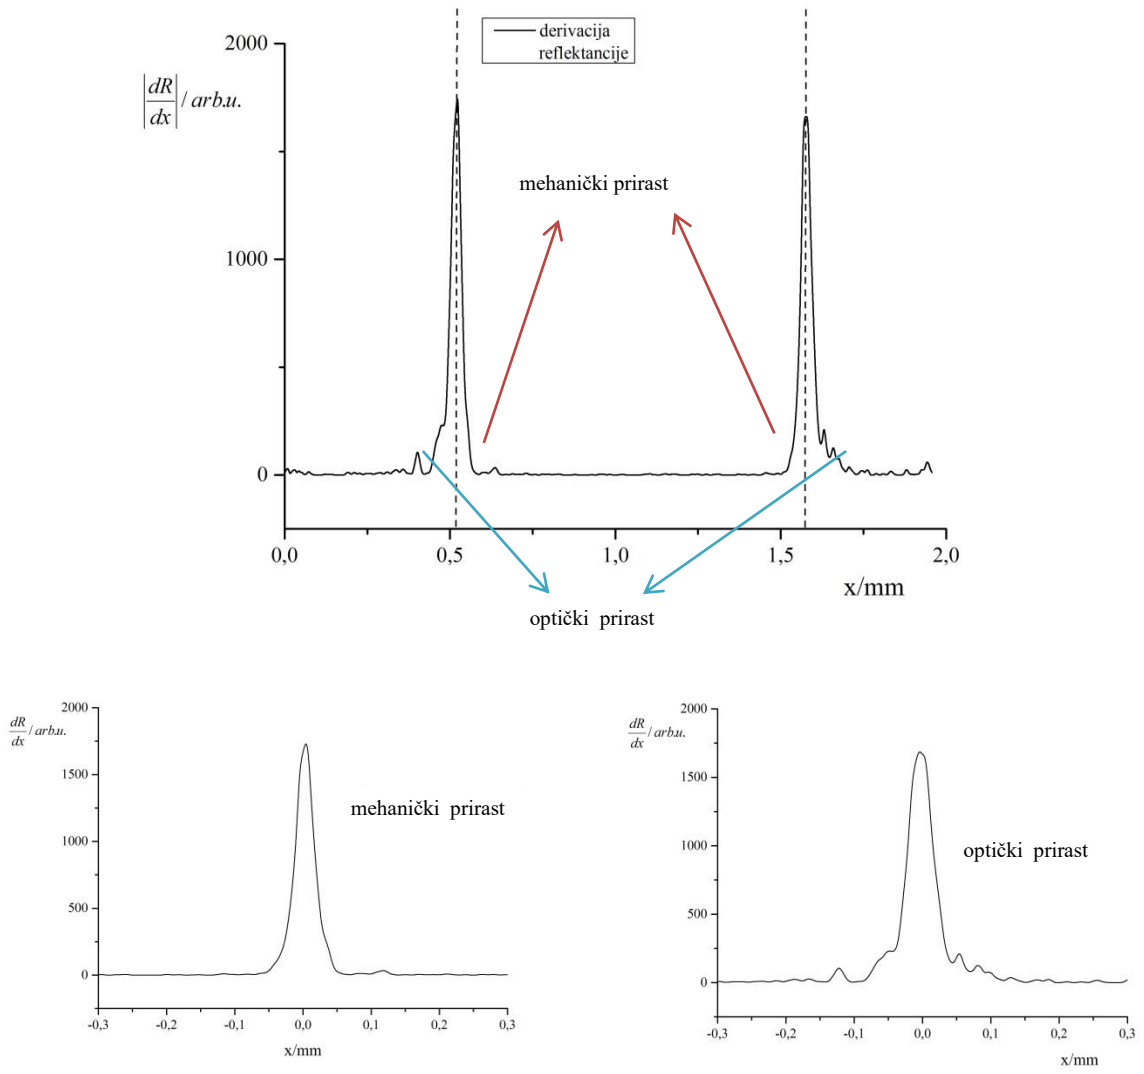 derivacija
reflektancije
2000
|dR/dx| / arb.u.
mehanički prirast
1000
0
0,0 0,5 1,0 1,5 2,0
x/mm
optički prirast
2000
dR/dx / arb.u.
1500
mehanički prirast
1000
500
0
-0,3 -0,2 -0,1 0,0 0,1 0,2 0,3
x/mm
2000
dR/dx / arb.u.
1500
optički prirast
1000
500
0
-0,3 -0,2 -0,1 0,0 0,1 0,2 0,3
x/mm